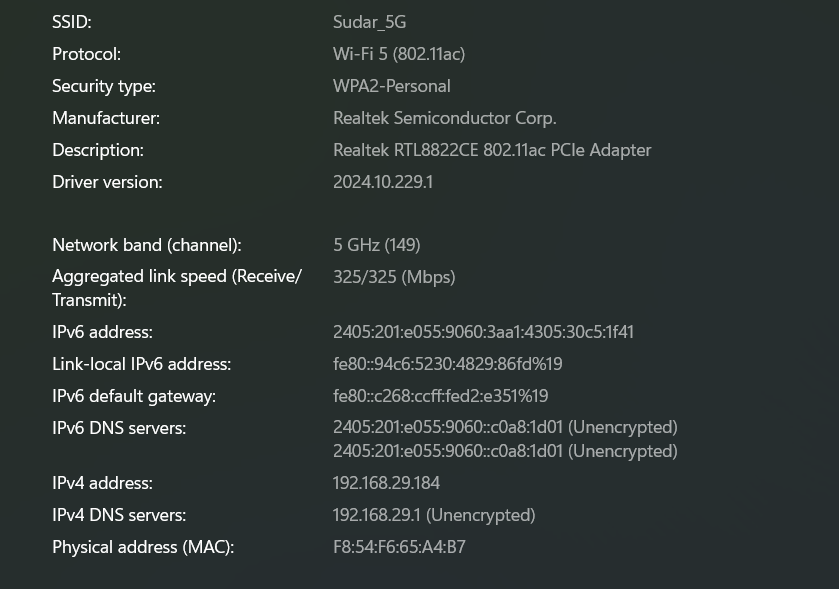 SSID: Sudar_5G
Protocol: Wi-Fi 5 (802.11ac)
Security type: WPA2-Personal
Manufacturer: Realtek Semiconductor Corp.
Description: Realtek RTL8822CE 802.11ac PCIe Adapter
Driver version: 2024.10.229.1
Network band (channel): 5 GHz (149)
Aggregated link speed (Receive/ 325/325 (Mbps)
Transmit):
IPv6 address: 2405:201:e055:9060:3aa1:4305:30c5:1f41
Link-local IPv6 address: fe80::94c6:5230:4829:86fd%19
IPv6 default gateway: fe80::c268:ccff:fed2:e351%19
IPv6 DNS servers: 2405:201:e055:9060::c0a8:1d01 (Unencrypted)
2405:201:e055:9060::c0a8:1d01 (Unencrypted)
IPv4 address: 192.168.29.184
IPv4 DNS servers: 192.168.29.1 (Unencrypted)
Physical address (MAC): F8:54:F6:65:A4:B7